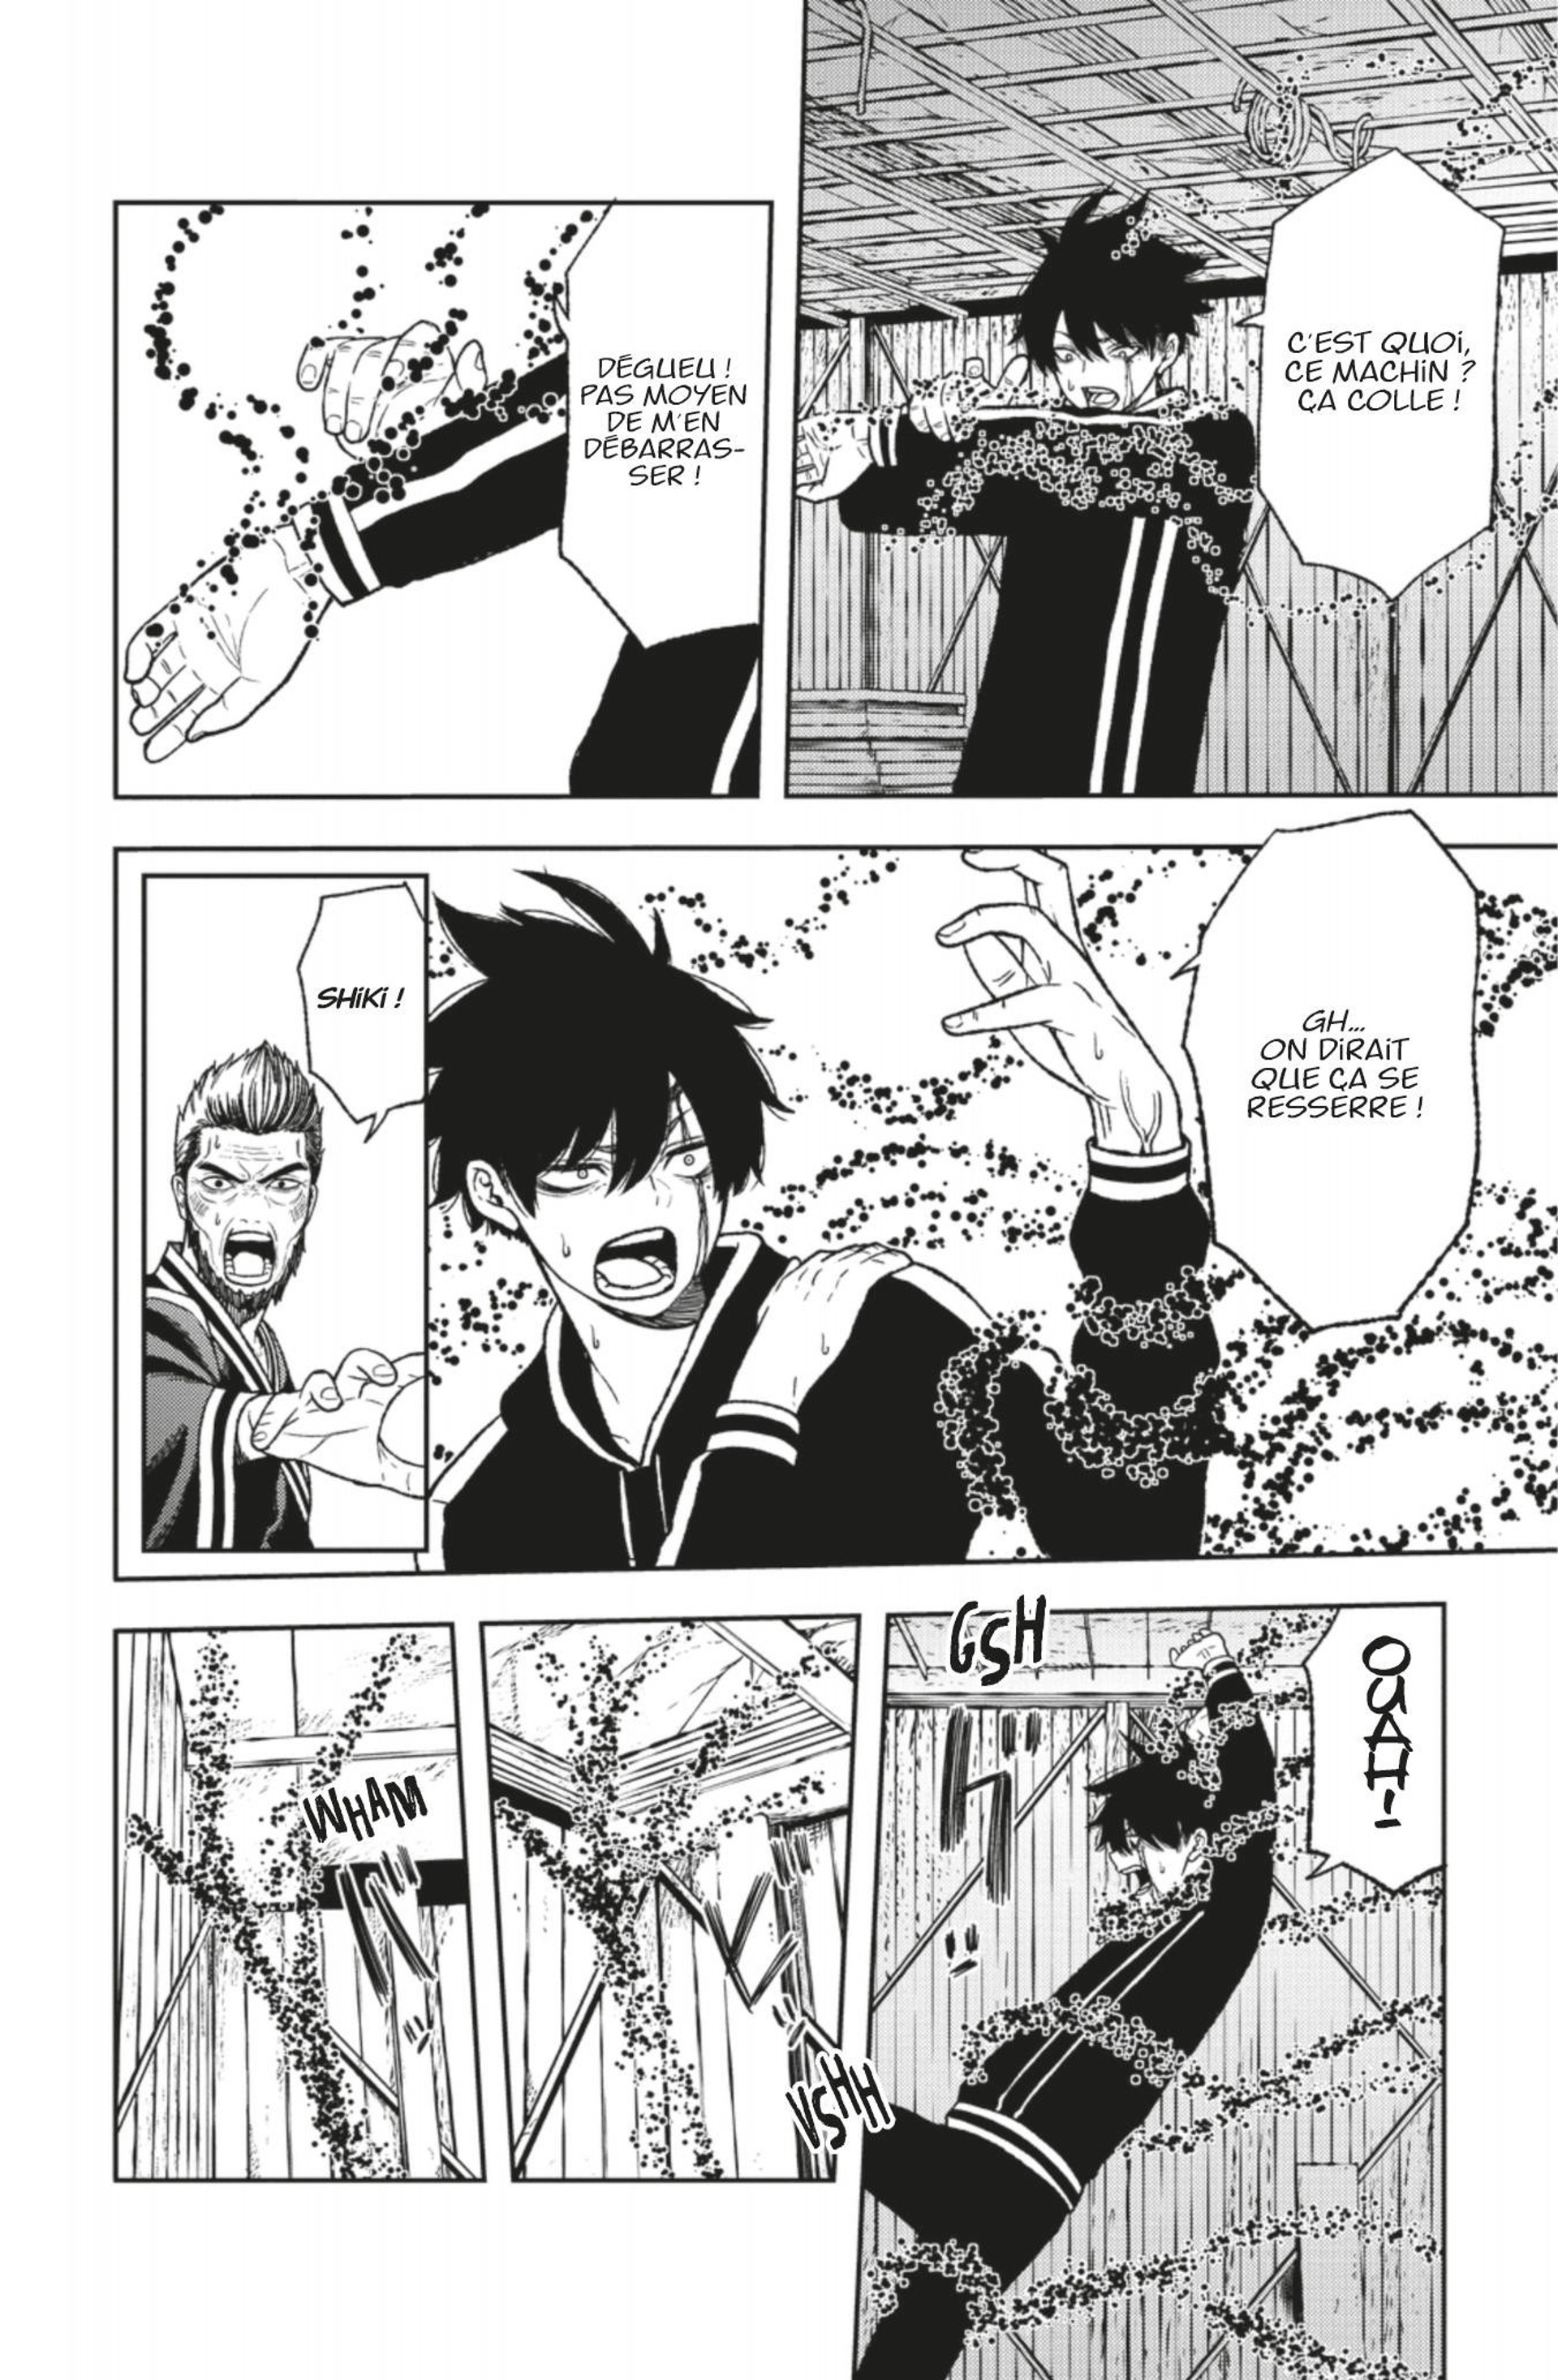 C'EST QUOI,
CE MACHIN ?
ÇA COLLE !
DÉGUEU !
PAS MOYEN
DE M'EN
DÉBARRAS-
SER !
GH...
ON DIRAIT
QUE ÇA SE
RESSERRE !
SHIKI !
OUAH!
GSH
VSHH
WHAM